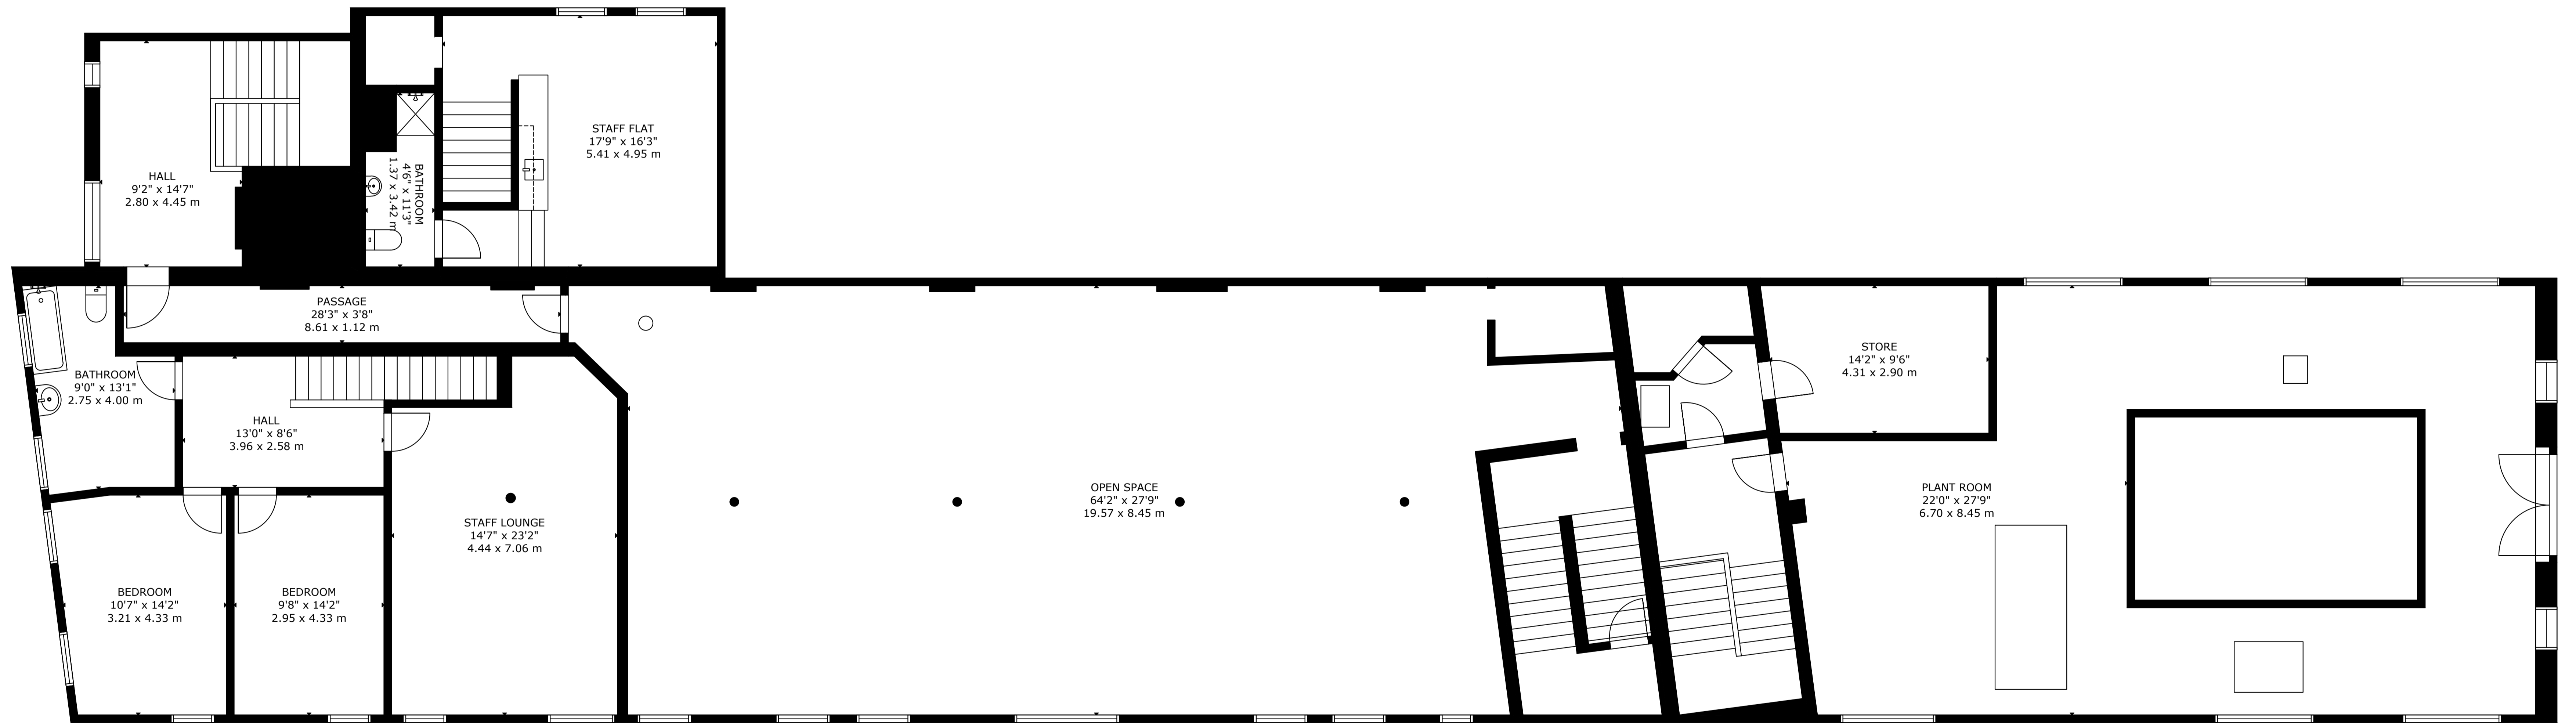 STAFF FLAT
17'9" x 16'3"
5.41 x 4.95 m
HALL
9'2" x 14'7"
2.80 x 4.45 m
BATHROOM
4'6" x 11'3"
1.37 x 3.42 m
PASSAGE
28'3" x 3'8"
8.61 x 1.12 m
BATHROOM
9'0" x 13'1"
2.75 x 4.00 m
HALL
13'0" x 8'6"
3.96 x 2.58 m
STORE
14'2" x 9'6"
4.31 x 2.90 m
STAFF LOUNGE
14'7" x 23'2"
4.44 x 7.06 m
OPEN SPACE
64'2" x 27'9"
19.57 x 8.45 m
PLANT ROOM
22'0" x 27'9"
6.70 x 8.45 m
BEDROOM
10'7" x 14'2"
3.21 x 4.33 m
BEDROOM
9'8" x 14'2"
2.95 x 4.33 m